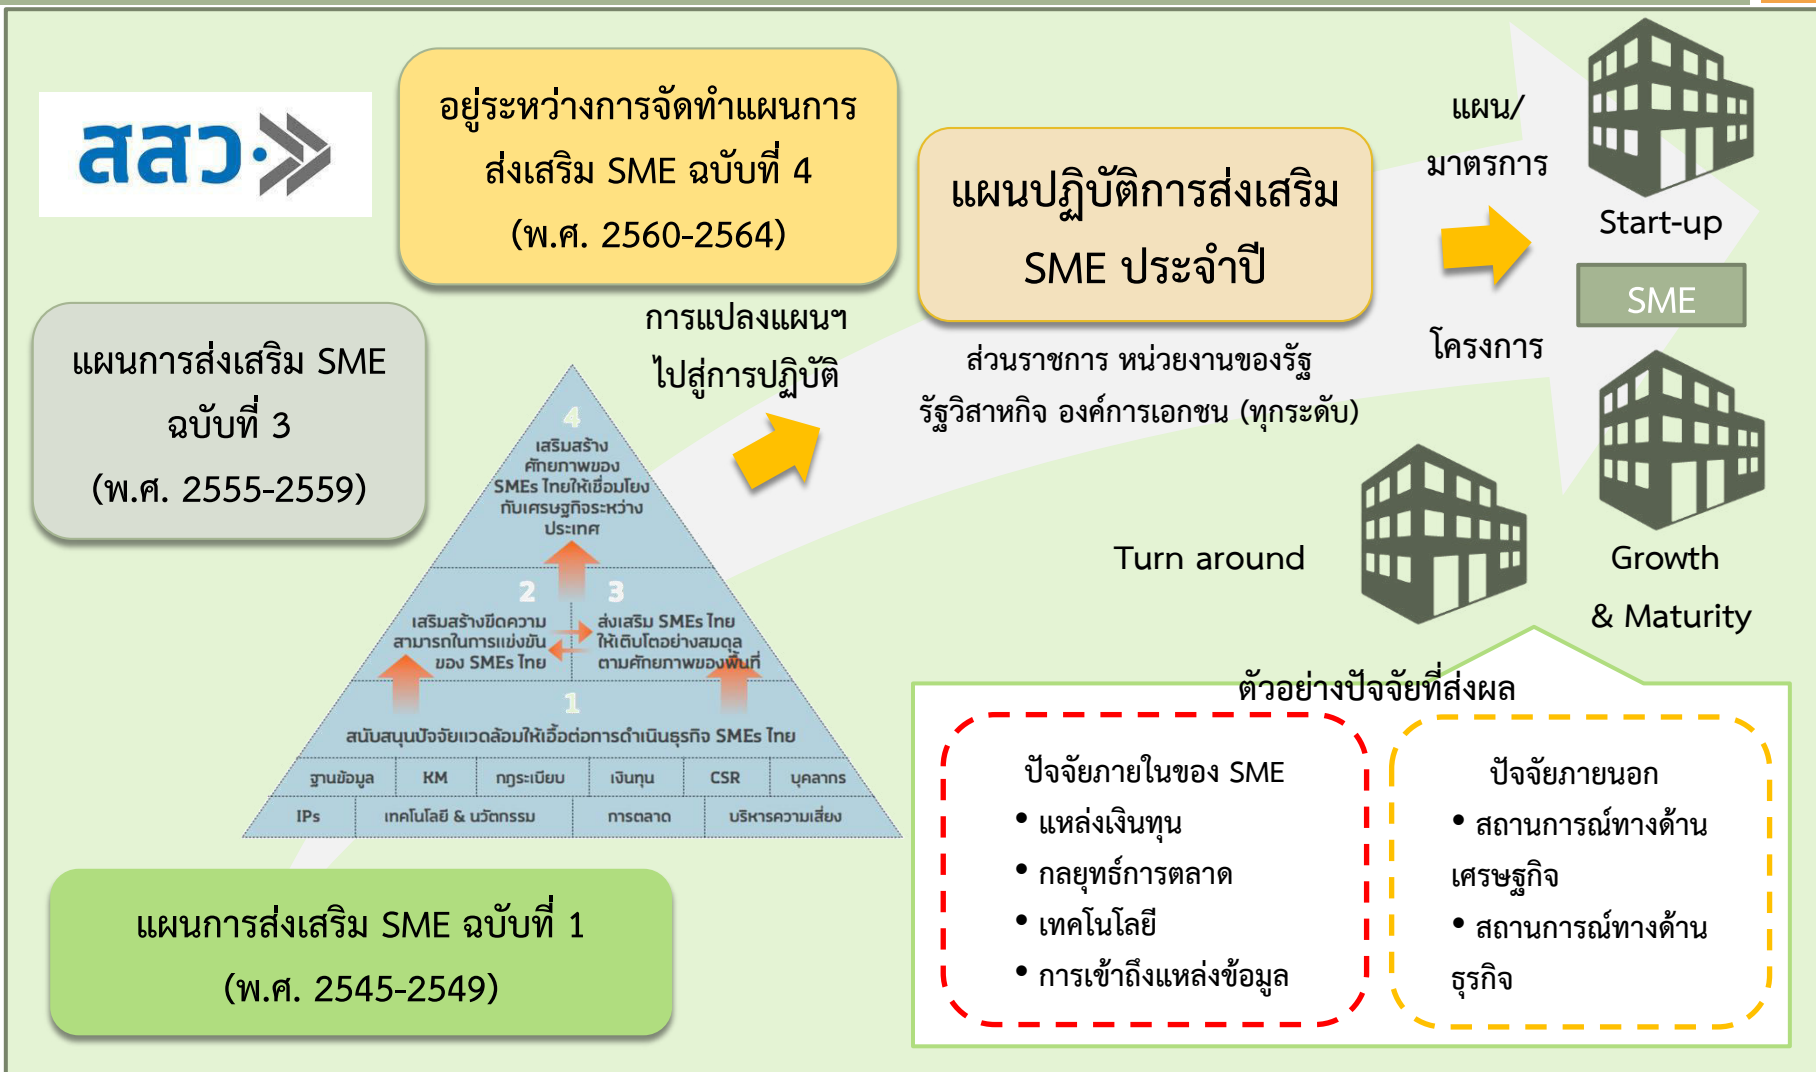 สสว.
อยู่ระหว่างการจัดทำแผนการ
ส่งเสริม SME ฉบับที่ 4
(พ.ศ. 2560-2564)
แผนปฏิบัติการส่งเสริม
SME ประจำปี
แผน/
มาตรการ
Start-up
SME
โครงการ
แผนการส่งเสริม SME
ฉบับที่ 3
(พ.ศ. 2555-2559)
การแปลงแผนฯ
ไปสู่การปฏิบัติ
ส่วนราชการ หน่วยงานของรัฐ
รัฐวิสาหกิจ องค์การเอกชน (ทุกระดับ)
4
เสริมสร้าง
ศักยภาพของ
SMEs ไทยให้เชื่อมโยง
กับเศรษฐกิจระหว่าง
ประเทศ
2
เสริมสร้างขีดความ
สามารถในการแข่งขัน
ของ SMEs ไทย
3
ส่งเสริม SMEs ไทย
ให้เติบโตอย่างสมดุล
ตามศักยภาพของพื้นที่
1
สนับสนุนปัจจัยแวดล้อมให้เอื้อต่อการดำเนินธุรกิจ SMEs ไทย
ฐานข้อมูล KM กฎระเบียบ เงินทุน CSR บุคลากร
IPs เทคโนโลยี & นวัตกรรม การตลาด บริหารความเสี่ยง
Turn around
Growth
& Maturity
แผนการส่งเสริม SME ฉบับที่ 1
(พ.ศ. 2545-2549)
ตัวอย่างปัจจัยที่ส่งผล
ปัจจัยภายในของ SME
• แหล่งเงินทุน
• กลยุทธ์การตลาด
• เทคโนโลยี
• การเข้าถึงแหล่งข้อมูล
ปัจจัยภายนอก
• สถานการณ์ทางด้าน
เศรษฐกิจ
• สถานการณ์ทางด้าน
ธุรกิจ